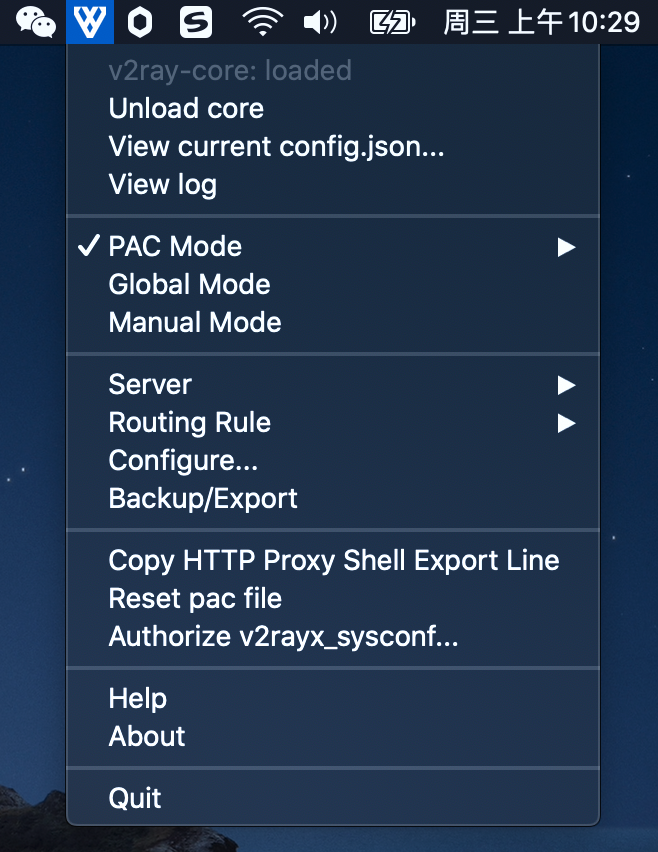 周三 上午10:29
v2ray-core: loaded
Unload core
View current config.json...
View log
PAC Mode
Global Mode
Manual Mode
Server
Routing Rule
Configure...
Backup/Export
Copy HTTP Proxy Shell Export Line
Reset pac file
Authorize v2rayx_sysconf...
Help
About
Quit